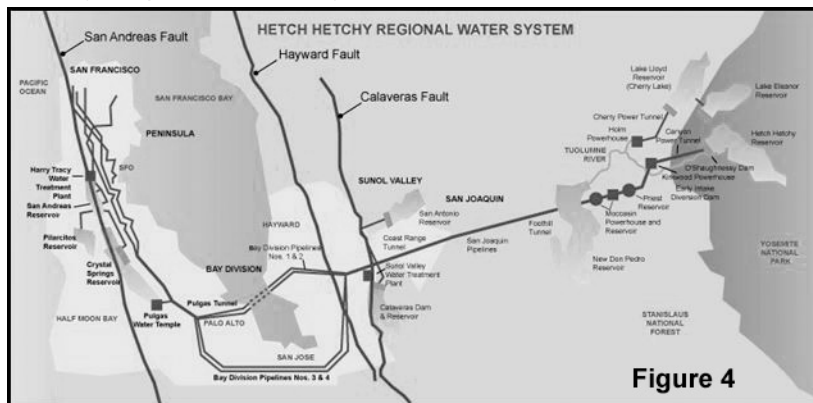 HETCH HETCHY REGIONAL WATER SYSTEM
San Andreas Fault
Hayward Fault
Calaveras Fault
PACIFIC
OCEAN
SAN FRANCISCO
SAN FRANCISCO BAY
PENINSULA
SFO
Harry Tracy
Water
Treatment
Plant
San Andreas
Reservoir
Pilarcitos
Reservoir
Crystal
Springs
Reservoir
HALF MOON BAY
Pulgas
Water Temple
Pulgas Tunnel
PALO ALTO
BAY DIVISION
HAYWARD
Bay Division Pipelines
Nos. 1 & 2
SAN JOSE
Bay Division Pipelines Nos. 3 & 4
SUNOL VALLEY
San Antonio
Reservoir
Coast Range
Tunnel
Sunol Valley
Water Treatment
Plant
Calaveras Dam
& Reservoir
SAN JOAQUIN
San Joaquin
Pipelines
Foothill
Tunnel
New Don Pedro
Reservoir
Moccasin
Powerhouse and
Reservoir
Priest
Reservoir
Early Intake
Diversion Dam
Kirkwood Powerhouse
O'Shaughnessy Dam
Hetch Hetchy
Reservoir
Lake Eleanor
Reservoir
Lake Lloyd
Reservoir
(Cherry Lake)
Cherry Power Tunnel
Holm
Powerhouse
Canyon
Power Tunnel
TUOLUMNE
RIVER
YOSEMITE
NATIONAL
PARK
STANISLAUS
NATIONAL
FOREST
Figure 4